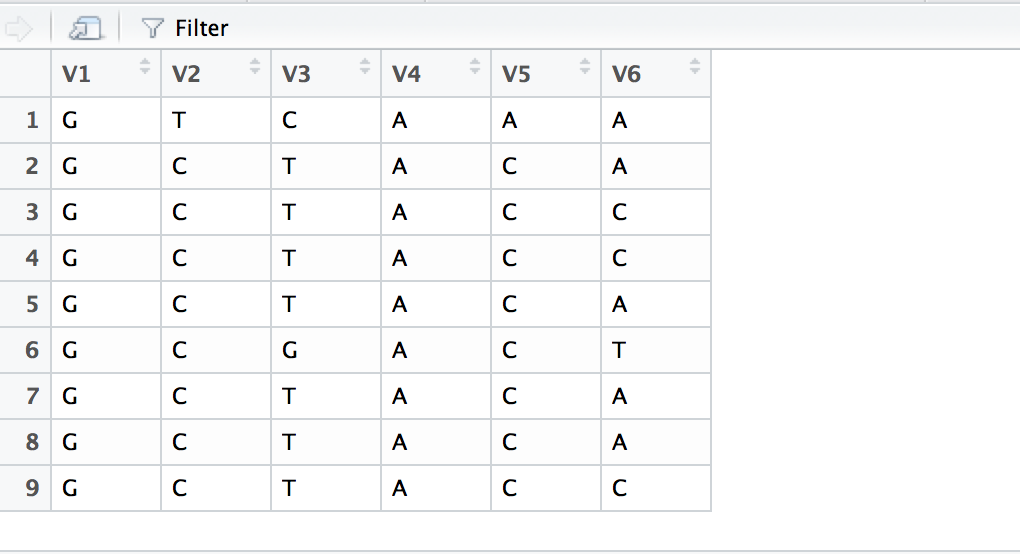 Filter
V1 V2 V3 V4 V5 V6
1 G T C A A A
2 G C T A C A
3 G C T A C C
4 G C T A C C
5 G C T A C A
6 G C G A C T
7 G C T A C A
8 G C T A C A
9 G C T A C C